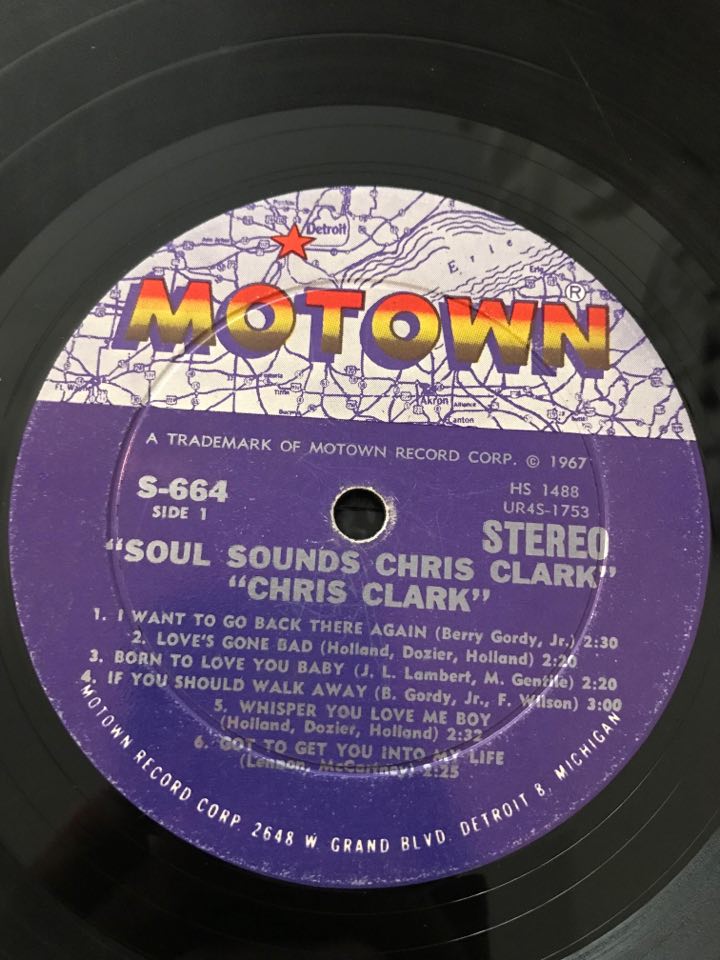 Detroit
Erie
MOTOWN®
Akron
A TRADEMARK OF MOTOWN RECORD CORP. © 1967
S-664
SIDE 1
HS 1488
UR4S-1753
STEREO
"SOUL SOUNDS CHRIS CLARK"
"CHRIS CLARK"
1. I WANT TO GO BACK THERE AGAIN (Berry Gordy, Jr.) 2:30
2. LOVE'S GONE BAD (Holland, Dozier, Holland) 2:20
3. BORN TO LOVE YOU BABY (J. L. Lambert, M. Gentile) 2:20
4. IF YOU SHOULD WALK AWAY (B. Gordy, Jr., F. Wilson) 3:00
5. WHISPER YOU LOVE ME BOY
(Holland, Dozier, Holland) 2:32
6. GOT TO GET YOU INTO MY LIFE
(Lennon, McCartney) 2:25
MOTOWN RECORD CORP. 2648 W GRAND BLVD. DETROIT 8, MICHIGAN